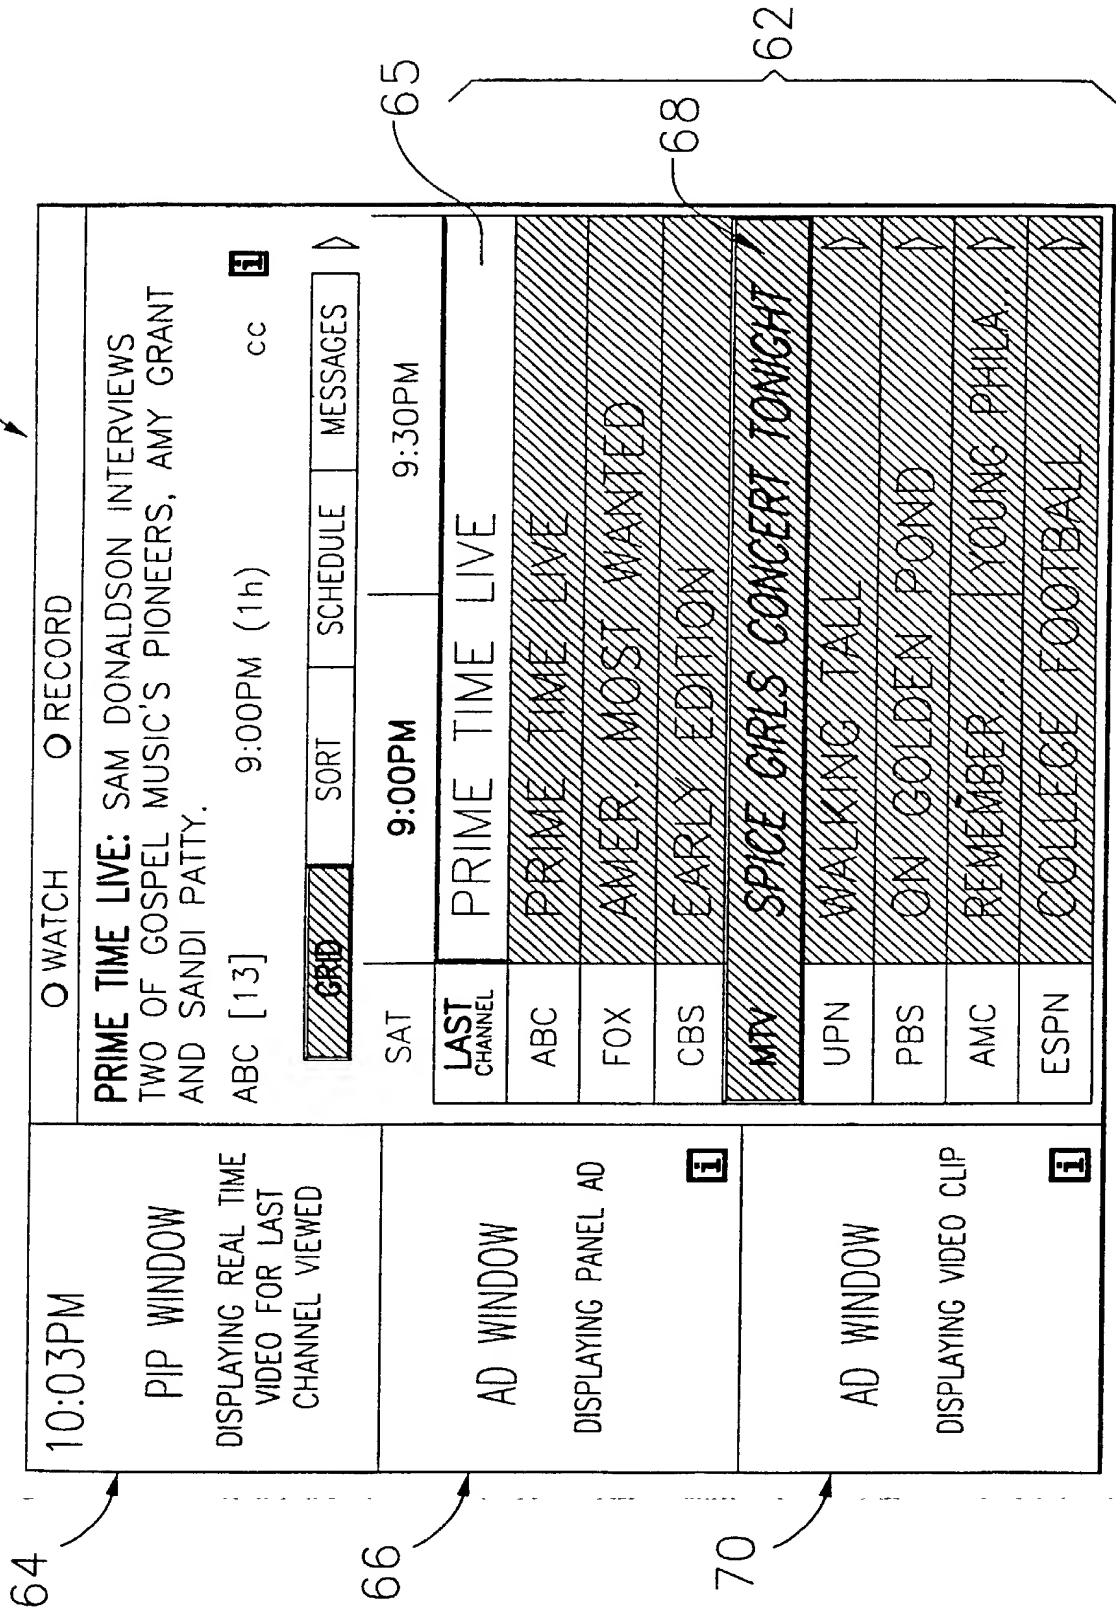 10:03PM
PIP WINDOW
DISPLAYING REAL TIME
VIDEO FOR LAST
CHANNEL VIEWED
AD WINDOW
DISPLAYING PANEL AD
i
AD WINDOW
DISPLAYING VIDEO CLIP
i
O WATCH O RECORD
PRIME TIME LIVE: SAM DONALDSON INTERVIEWS
TWO OF GOSPEL MUSIC'S PIONEERS, AMY GRANT
AND SANDI PATTY.
ABC [13] 9:00PM (1h) cc i
GRID SORT SCHEDULE MESSAGES
SAT 9:00PM 9:30PM
LAST CHANNEL PRIME TIME LIVE
ABC PRIME TIME LIVE
FOX AMER. MOST WANTED
CBS EARLY EDITION
MTV SPICE GIRLS CONCERT TONIGHT
UPN WALKING TALL
PBS ON GOLDEN POND
AMC REMEMBER... YOUNG PHILA...
ESPN COLLEGE FOOTBALL
64
66
70
65
68
62